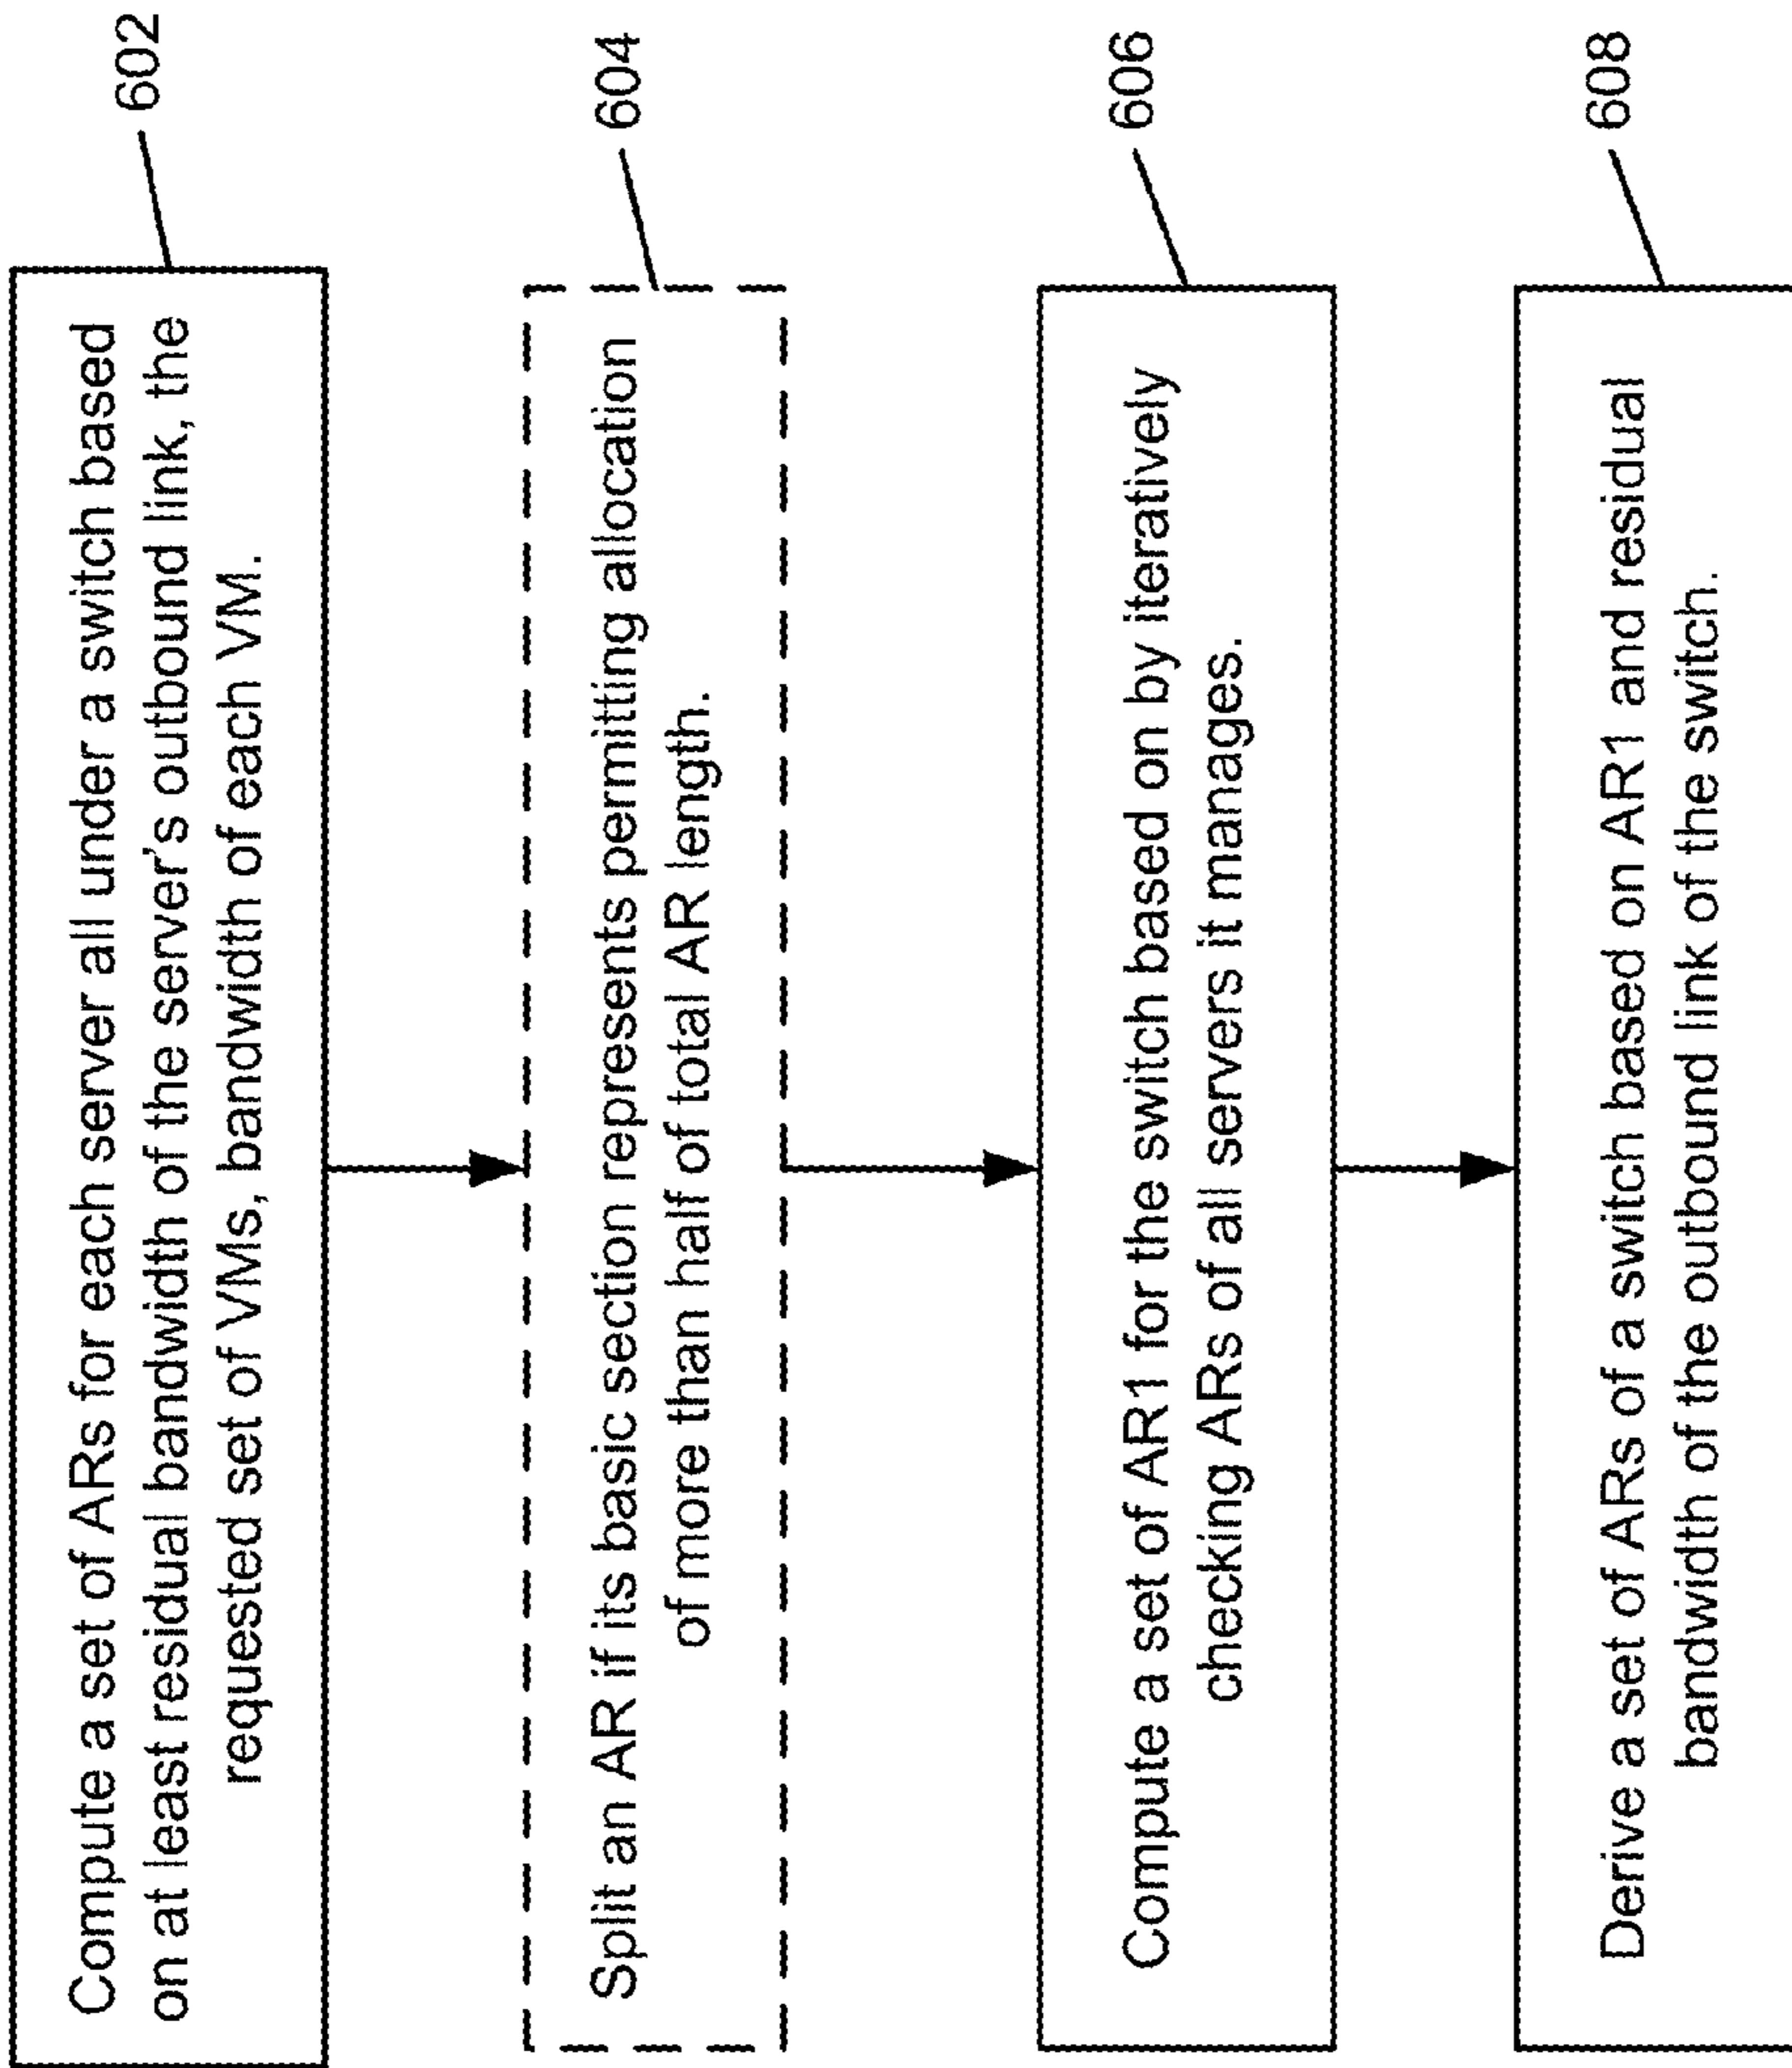 Compute a set of ARs for each server all under a switch based
on at least residual bandwidth of the server's outbound link, the
requested set of VMs, bandwidth of each VM.
602
Split an AR if its basic section represents permitting allocation
of more than half of total AR length.
604
Compute a set of AR1 for the switch based on by iteratively
checking ARs of all servers it manages.
606
Derive a set of ARs of a switch based on AR1 and residual
bandwidth of the outbound link of the switch.
608